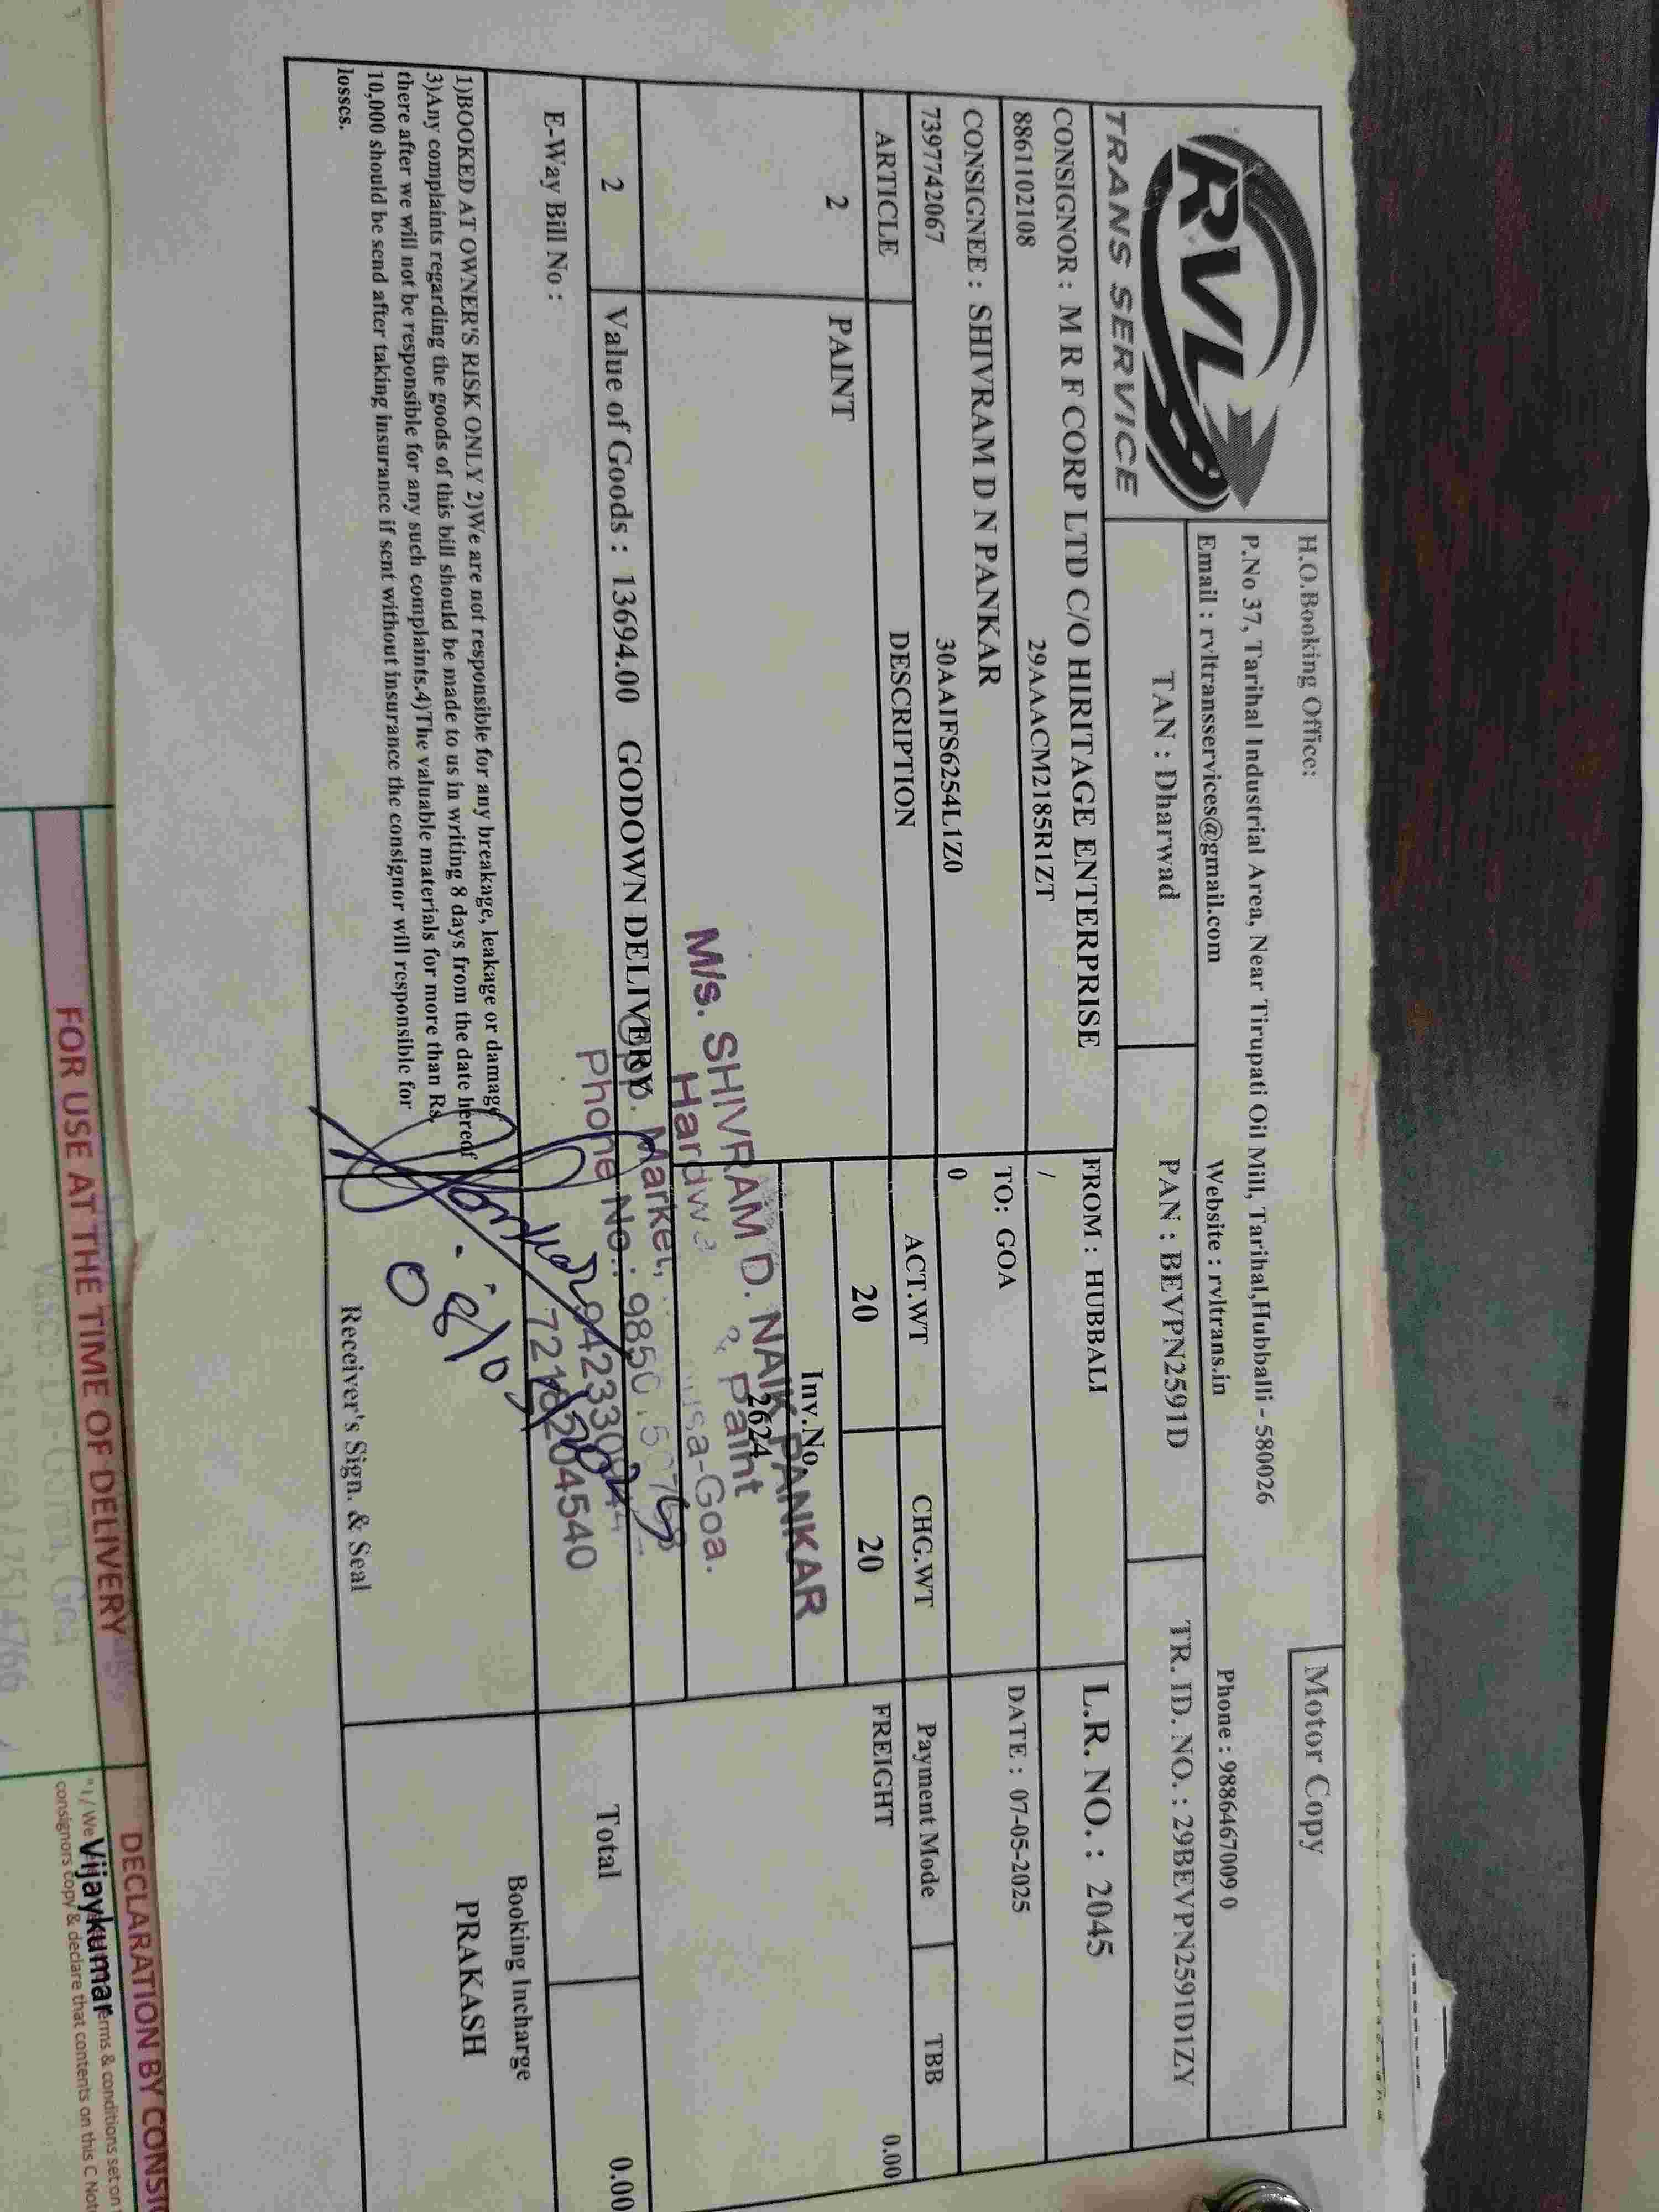 Motor Copy
RVL
TRANS SERVICE
H.O.Booking Office:
P.No 37, Tarihal Industrial Area, Near Tirupati Oil Mill, Tarihal,Hubballi - 580026
Email : rvltransservices@gmail.com Website : rvltrans.in Phone : 9886467009 0
TAN : Dharwad PAN : BEVPN2591D TR. ID. NO. : 29BEVPN2591D1ZY
CONSIGNOR : M R F CORP LTD C/O HIRITAGE ENTERPRISE FROM : HUBBALI L.R. NO. : 2045
8861102108 29AAACM2185R1ZT /
CONSIGNEE : SHIVRAM D N PANKAR TO: GOA DATE : 07-05-2025
7397742067 30AAIFS6254L1Z0 0
ARTICLE DESCRIPTION ACT.WT CHG.WT Payment Mode TBB
2 PAINT 20 20 FREIGHT 0.00
Inv.No.
2624
M/s. SHIVRAM D. NAIK PANKAR
Paint
Market,
2 Value of Goods : 13694.00 GODOWN DELIVERY Total 0.00
Phone No.: 9850
7218204540
E-Way Bill No :
1)BOOKED AT OWNER'S RISK ONLY 2)We are not responsible for any breakage, leakage or damage
3)Any complaints regarding the goods of this bill should be made to us in writing 8 days from the date hereof
there after we will not be responsible for any such complaints.4)The valuable materials for more than Rs.
10,000 should be send after taking insurance if sent without insurance the consignor will responsible for
losses.
Receiver's Sign. & Seal
Booking Incharge
PRAKASH
FOR USE AT THE TIME OF DELIVERY
DECLARATION BY CONSI
"I / We Vijaykumar erms & conditions set on
consignors copy & declare that contents on this C Not